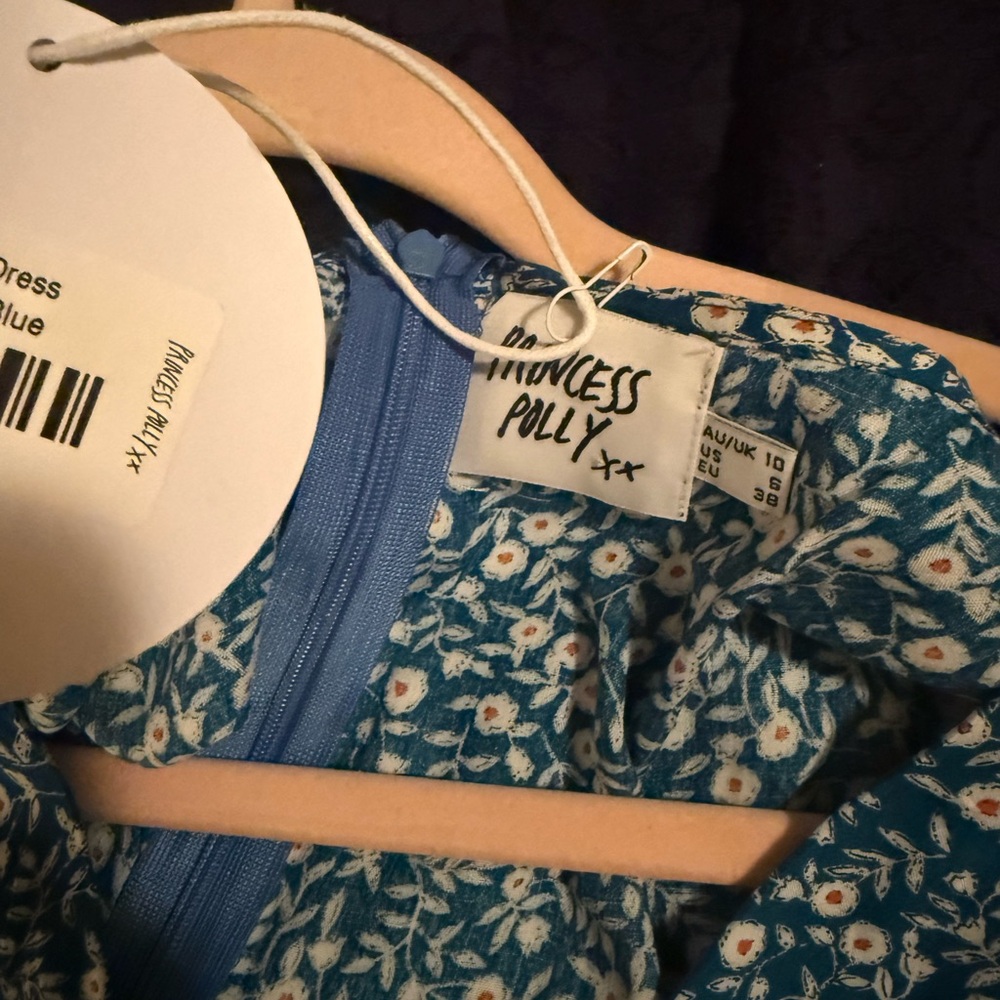 Dress
Blue
PRINCESS POLLY xx
PRINCESS
POLLY xx
AU/UK 10
US 6
EU 38